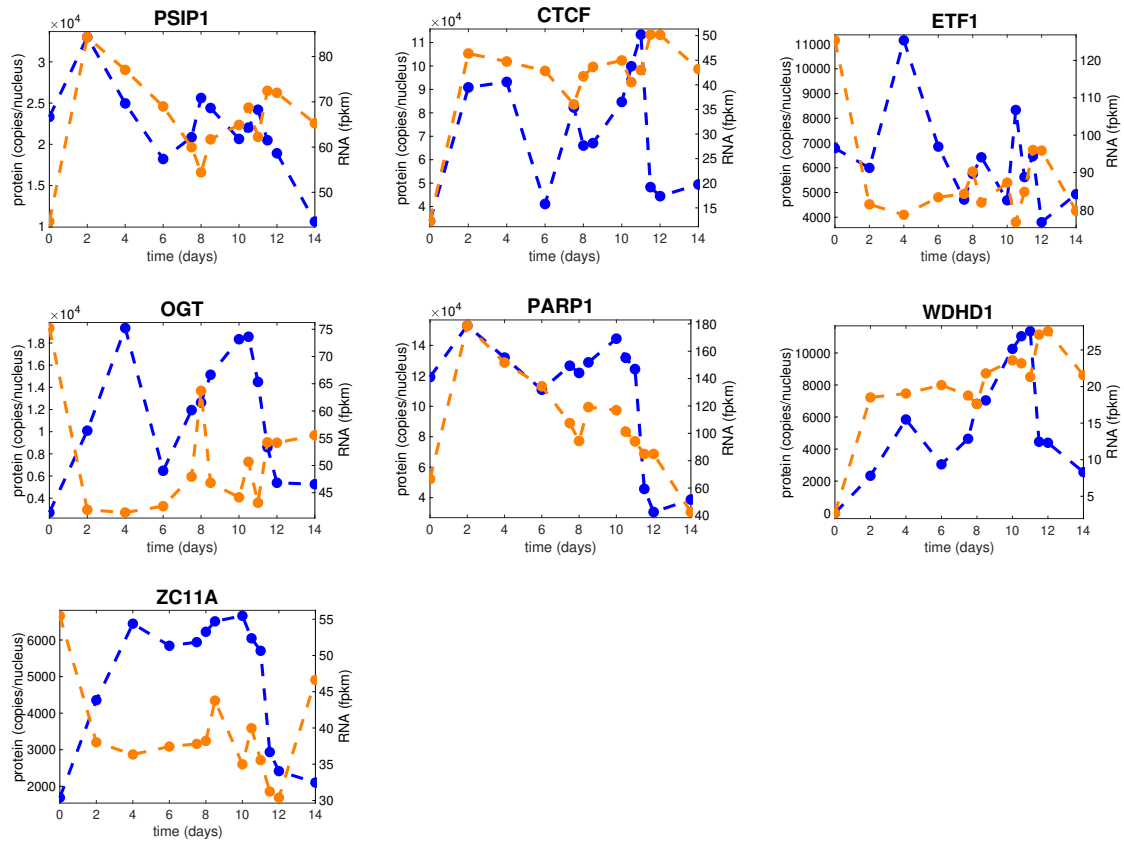 PSIP1
×10⁴
protein (copies/nucleus)
3
2.5
2
1.5
1
80
70
60
50
RNA (fpkm)
0 2 4 6 8 10 12 14
time (days)
CTCF
×10⁴
protein (copies/nucleus)
11
10
9
8
7
6
5
4
50
45
40
35
30
25
20
15
RNA (fpkm)
0 2 4 6 8 10 12 14
time (days)
ETF1
protein (copies/nucleus)
11000
10000
9000
8000
7000
6000
5000
4000
120
110
100
90
80
RNA (fpkm)
0 2 4 6 8 10 12 14
time (days)
OGT
×10⁴
protein (copies/nucleus)
1.8
1.6
1.4
1.2
1
0.8
0.6
0.4
75
70
65
60
55
50
45
RNA (fpkm)
0 2 4 6 8 10 12 14
time (days)
PARP1
×10⁴
protein (copies/nucleus)
14
12
10
8
6
4
180
160
140
120
100
80
60
40
RNA (fpkm)
0 2 4 6 8 10 12 14
time (days)
WDHD1
protein (copies/nucleus)
10000
8000
6000
4000
2000
0
25
20
15
10
5
RNA (fpkm)
0 2 4 6 8 10 12 14
time (days)
ZC11A
protein (copies/nucleus)
6000
5000
4000
3000
2000
55
50
45
40
35
30
RNA (fpkm)
0 2 4 6 8 10 12 14
time (days)